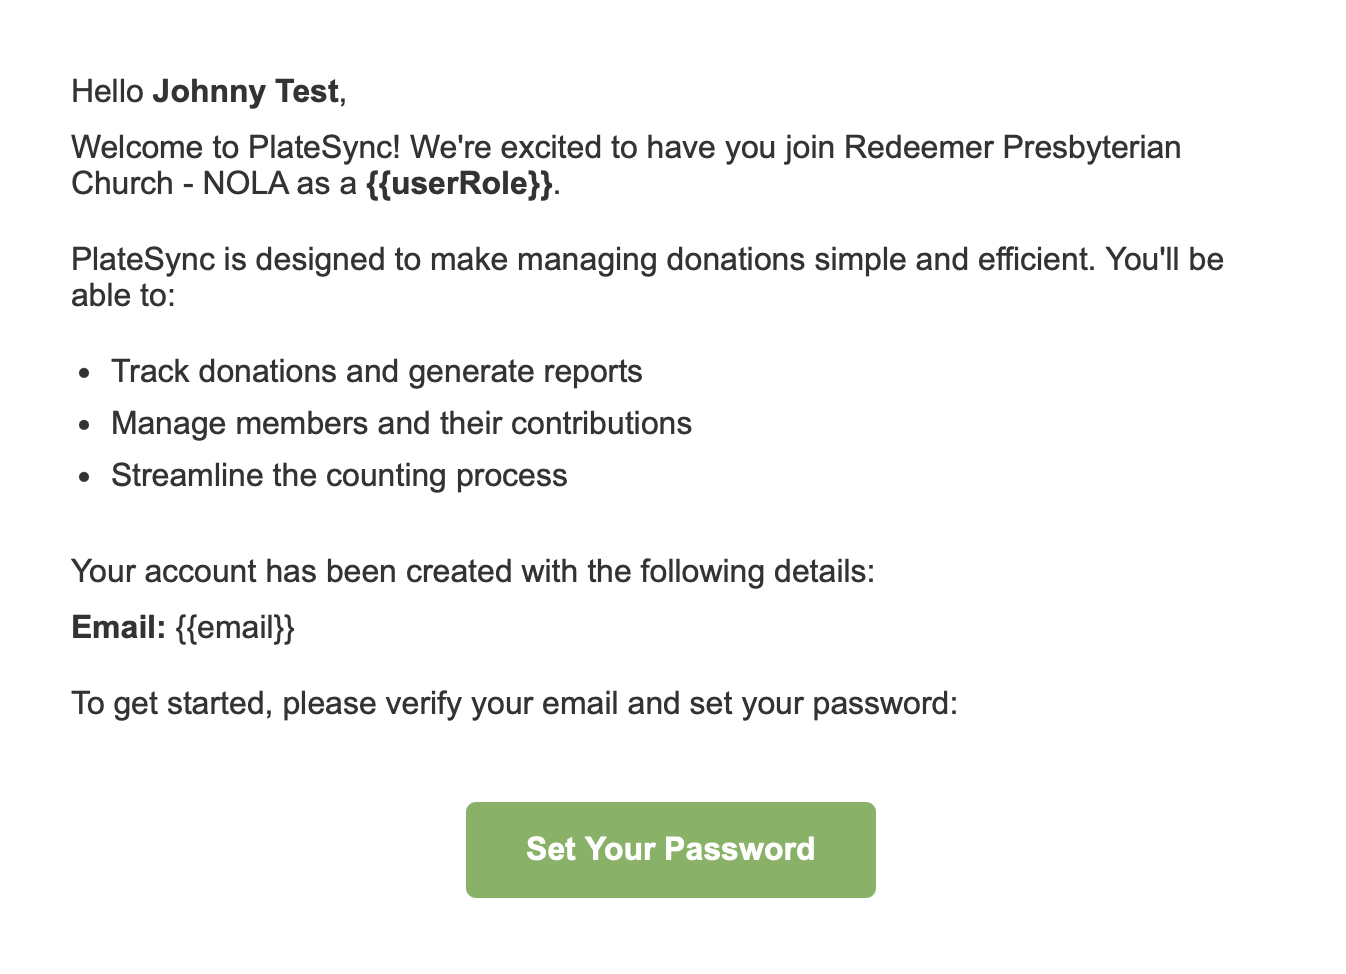 Hello Johnny Test,
Welcome to PlateSync! We're excited to have you join Redeemer Presbyterian
Church - NOLA as a {{userRole}}.
PlateSync is designed to make managing donations simple and efficient. You'll be
able to:
• Track donations and generate reports
• Manage members and their contributions
• Streamline the counting process
Your account has been created with the following details:
Email: {{email}}
To get started, please verify your email and set your password:
Set Your Password